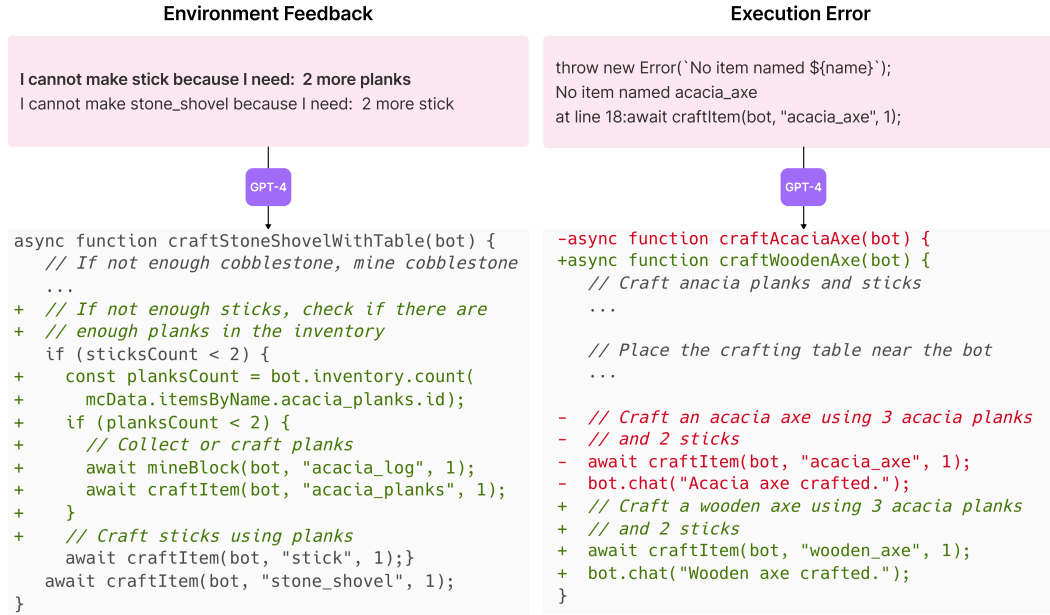 Environment Feedback
I cannot make stick because I need:  2 more planks
I cannot make stone_shovel because I need:  2 more stick
GPT-4
async function craftStoneShovelWithTable(bot) {
   // If not enough cobblestone, mine cobblestone
   ...
+  // If not enough sticks, check if there are
+  // enough planks in the inventory
   if (sticksCount < 2) {
+    const planksCount = bot.inventory.count(
+      mcData.itemsByName.acacia_planks.id);
+    if (planksCount < 2) {
+      // Collect or craft planks
+      await mineBlock(bot, "acacia_log", 1);
+      await craftItem(bot, "acacia_planks", 1);
+    }
+    // Craft sticks using planks
     await craftItem(bot, "stick", 1);}
   await craftItem(bot, "stone_shovel", 1);
}
Execution Error
throw new Error(`No item named ${name}`);
No item named acacia_axe
at line 18:await craftItem(bot, "acacia_axe", 1);
GPT-4
-async function craftAcaciaAxe(bot) {
+async function craftWoodenAxe(bot) {
   // Craft anacia planks and sticks
   ...
   // Place the crafting table near the bot
   ...
-  // Craft an acacia axe using 3 acacia planks
-  // and 2 sticks
-  await craftItem(bot, "acacia_axe", 1);
-  bot.chat("Acacia axe crafted.");
+  // Craft a wooden axe using 3 acacia planks
+  // and 2 sticks
+  await craftItem(bot, "wooden_axe", 1);
+  bot.chat("Wooden axe crafted.");
}